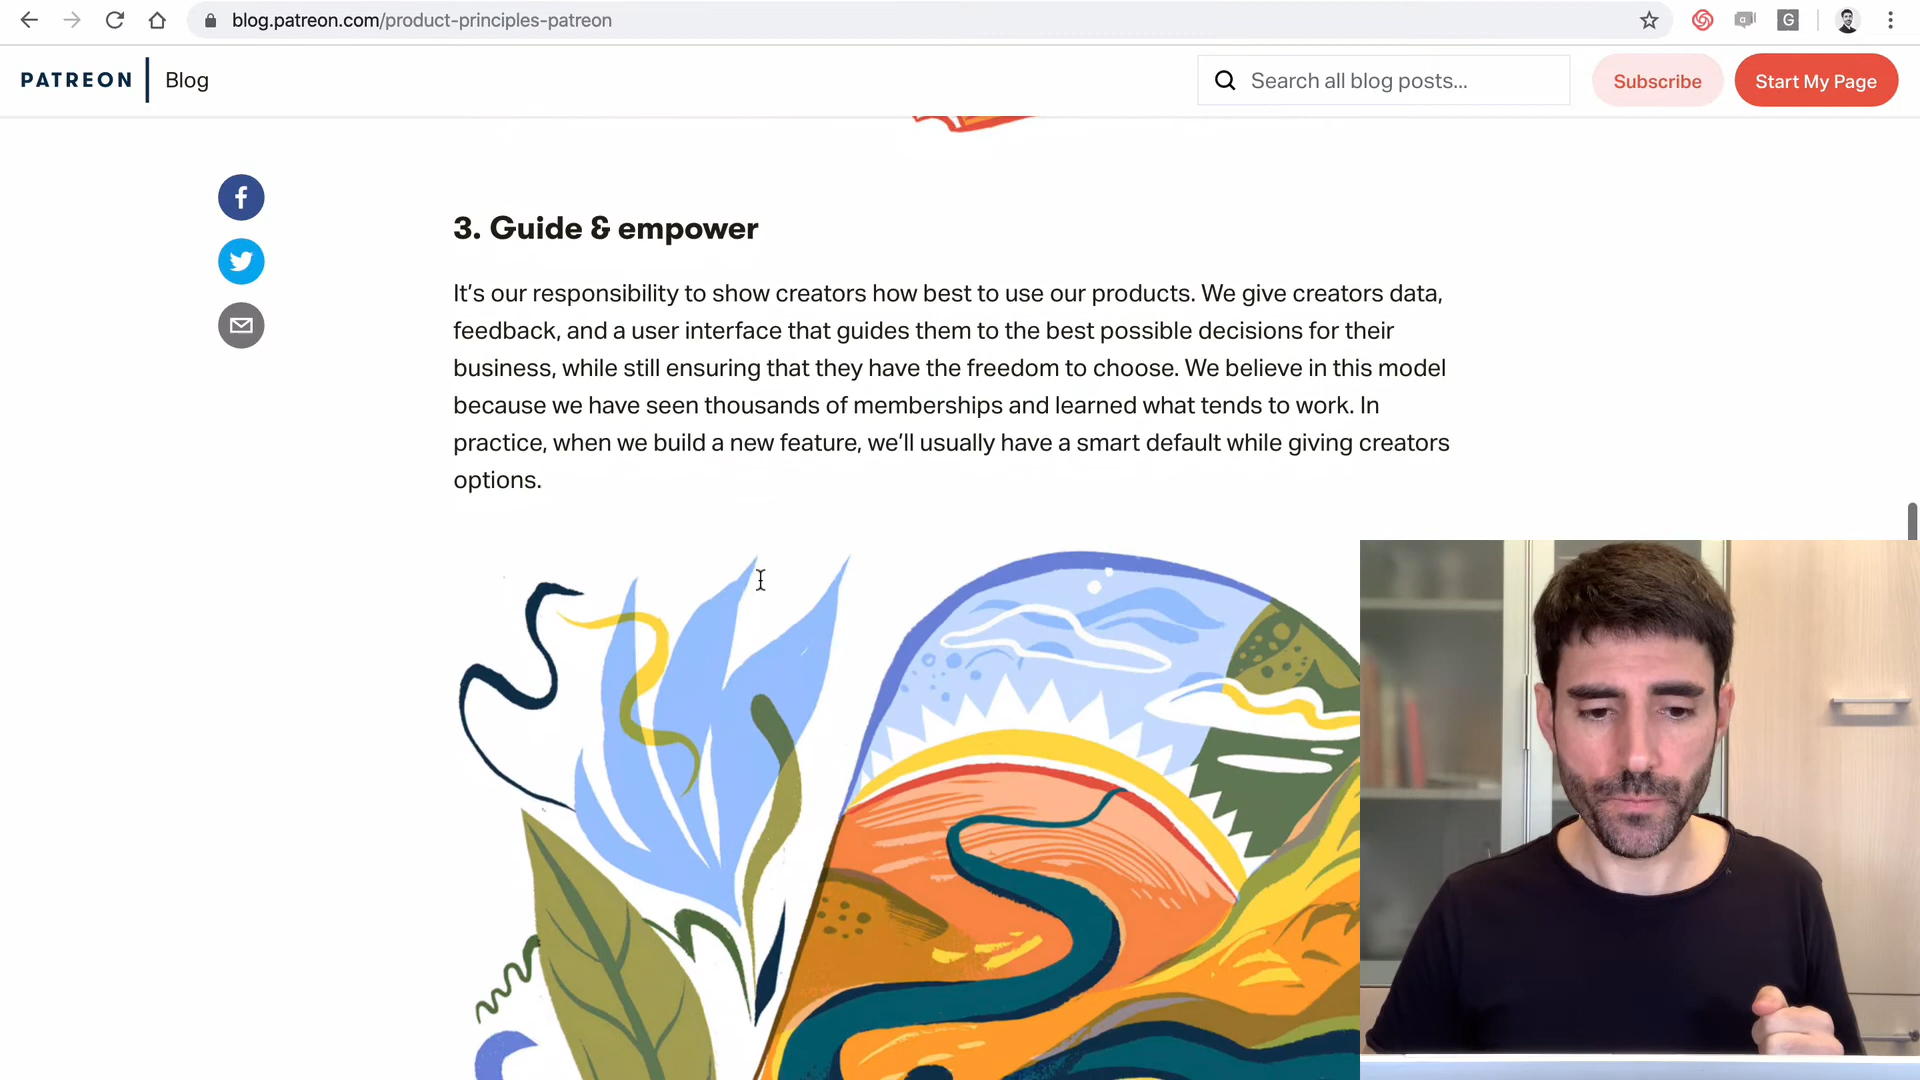 blog.patreon.com/product-principles-patreon
G
PATREON
Blog
Search all blog posts...
Subscribe
Start My Page
f
3. Guide & empower
It’s our responsibility to show creators how best to use our products. We give creators data,
feedback, and a user interface that guides them to the best possible decisions for their
business, while still ensuring that they have the freedom to choose. We believe in this model
because we have seen thousands of memberships and learned what tends to work. In
practice, when we build a new feature, we’ll usually have a smart default while giving creators
options.